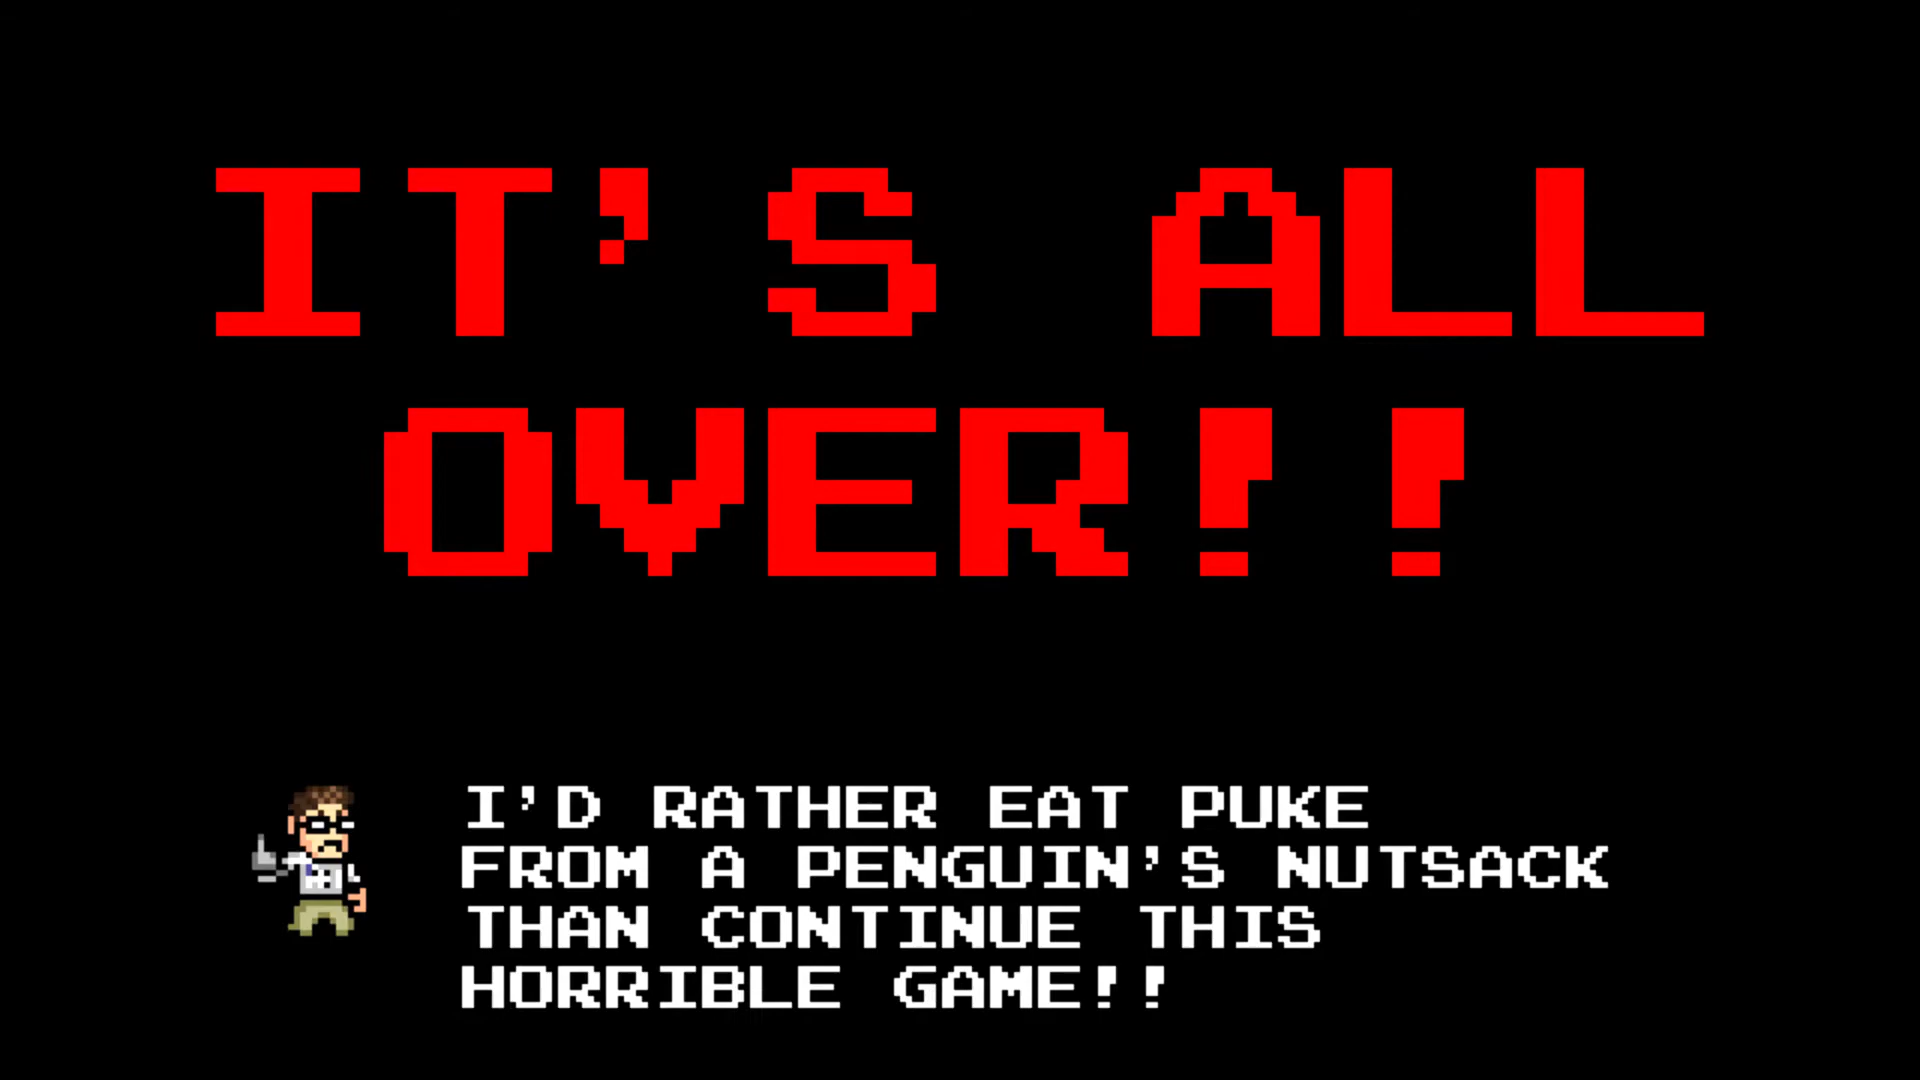 IT'S ALL
OVER!!
I'D RATHER EAT PUKE
FROM A PENGUIN'S NUTSACK
THAN CONTINUE THIS
HORRIBLE GAME!!